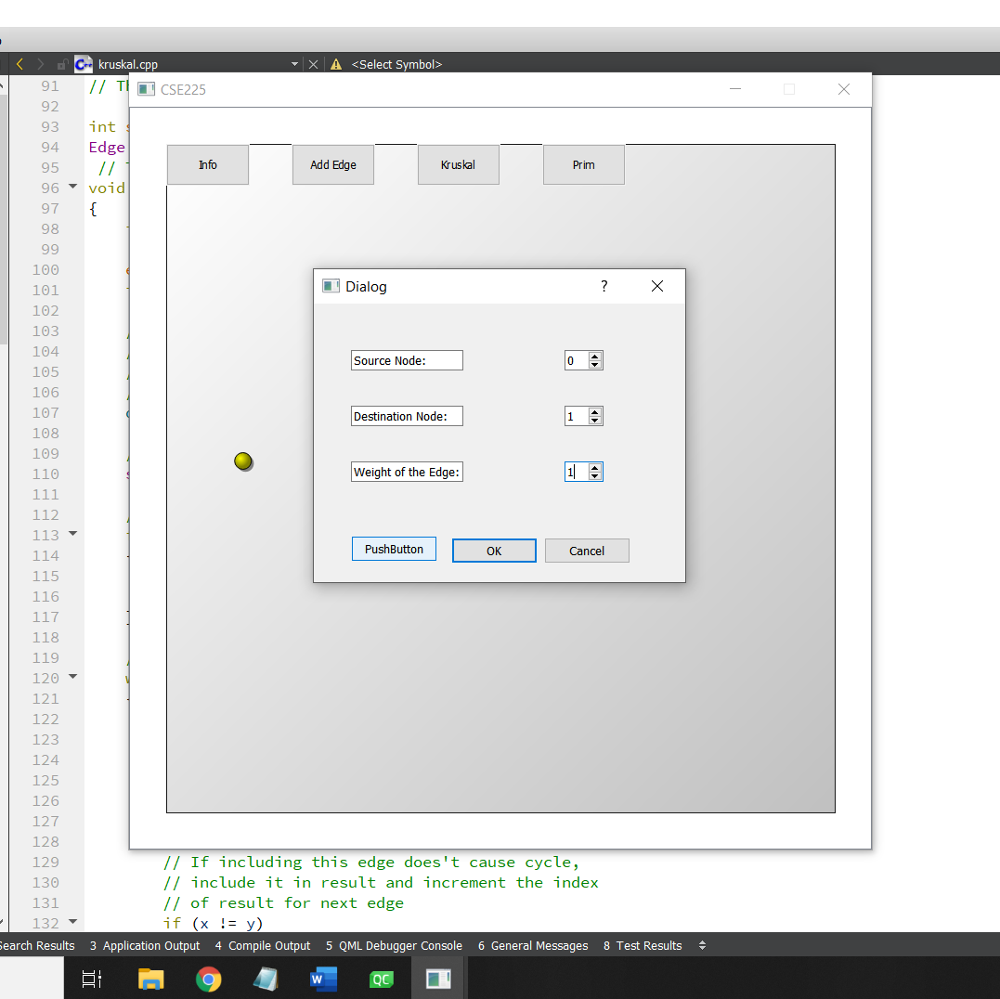 kruskal.cpp
<Select Symbol>
CSE225
91 //
92
93 int
94 Edge
95 //
96 void
97 {
98
99
100
101
102
103
104
105
106
107
108
109
110
111
112
113
114
115
116
117
118
119
120
121
122
123
124
125
126
127
128
129 // If including this edge does't cause cycle,
130 // include it in result and increment the index
131 // of result for next edge
132 if (x != y)
Info
Add Edge
Kruskal
Prim
Dialog
?
Source Node: 0
Destination Node: 1
Weight of the Edge: 1
PushButton
OK
Cancel
Search Results 3 Application Output 4 Compile Output 5 QML Debugger Console 6 General Messages 8 Test Results
W
QC